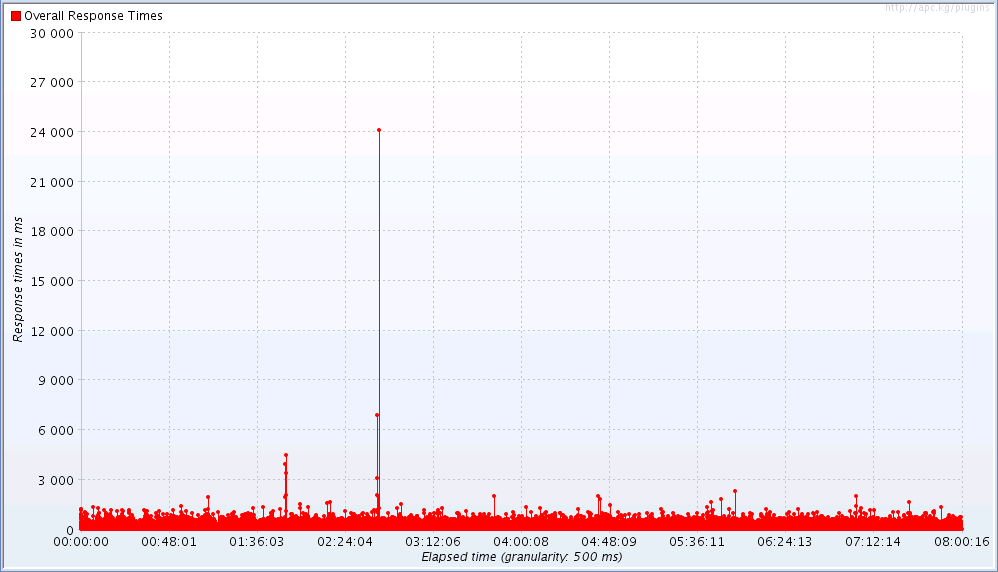 http://apc.kg/plugins
Overall Response Times
30 000
27 000
24 000
21 000
18 000
15 000
12 000
9 000
6 000
3 000
0
Response times in ms
00:00:00 00:48:01 01:36:03 02:24:04 03:12:06 04:00:08 04:48:09 05:36:11 06:24:13 07:12:14 08:00:16
Elapsed time (granularity: 500 ms)